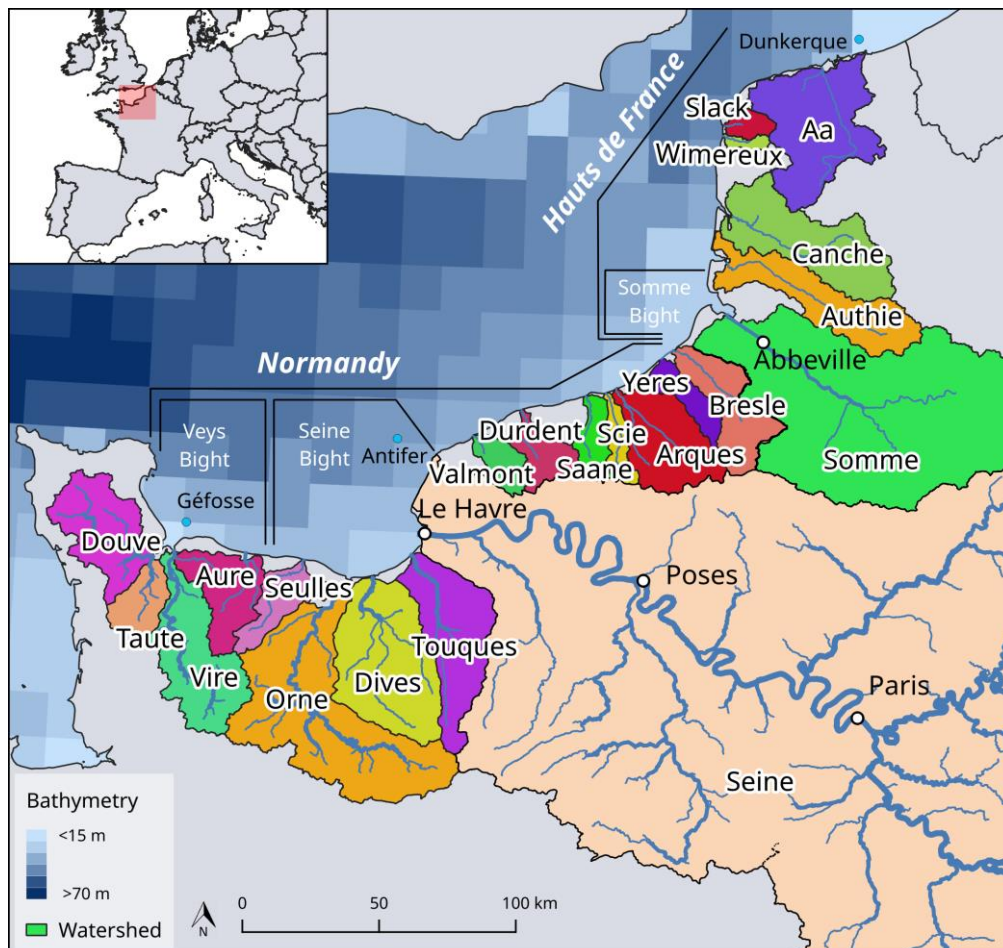 Dunkerque
Hauts de France
Slack
Aa
Wimereux
Canche
Somme
Bight
Authie
Abbeville
Normandy
Yeres
Bresle
Veys
Bight
Seine
Bight
Antifer
Durdent
Scie
Valmont
Saane
Arques
Somme
Géfosse
Le Havre
Douve
Aure
Seulles
Poses
Taute
Touques
Vire
Orne
Dives
Paris
Seine
Bathymetry
<15 m
>70 m
Watershed
N
0 50 100 km